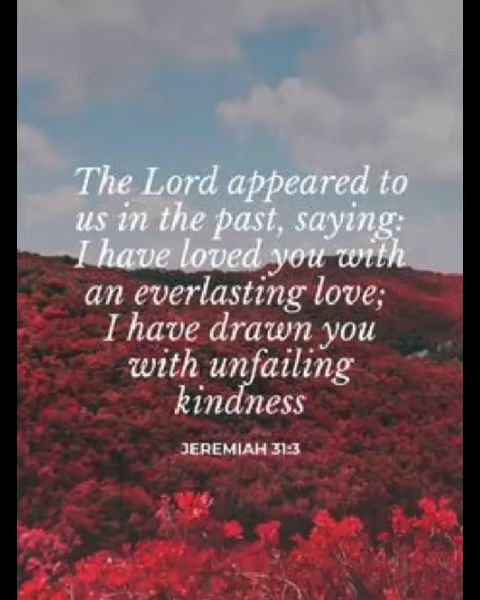 The Lord appeared to
us in the past, saying:
I have loved you with
an everlasting love;
I have drawn you
with unfailing
kindness
JEREMIAH 31:3